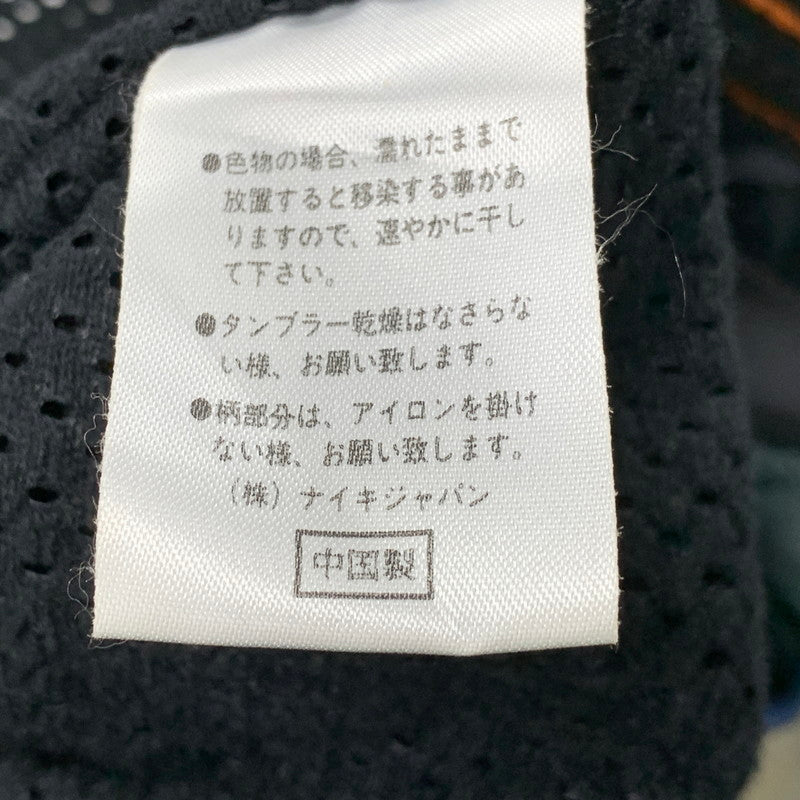 ●色物の場合、濡れたままで
放置すると移染する事があ
りますので、速やかに干し
て下さい。
●タンブラー乾燥はなさらな
い様、お願い致します。
●柄部分は、アイロンを掛け
ない様、お願い致します。
(株) ナイキジャパン
中国製